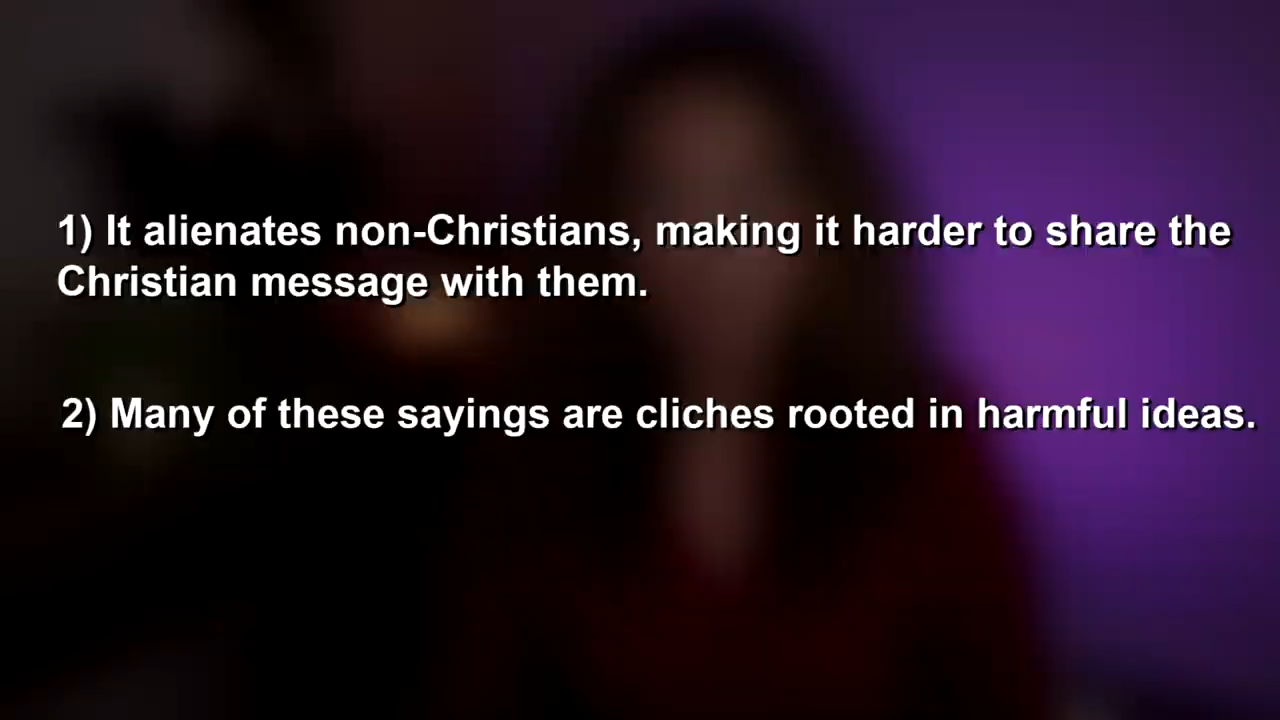 1) It alienates non-Christians, making it harder to share the
Christian message with them.
2) Many of these sayings are cliches rooted in harmful ideas.